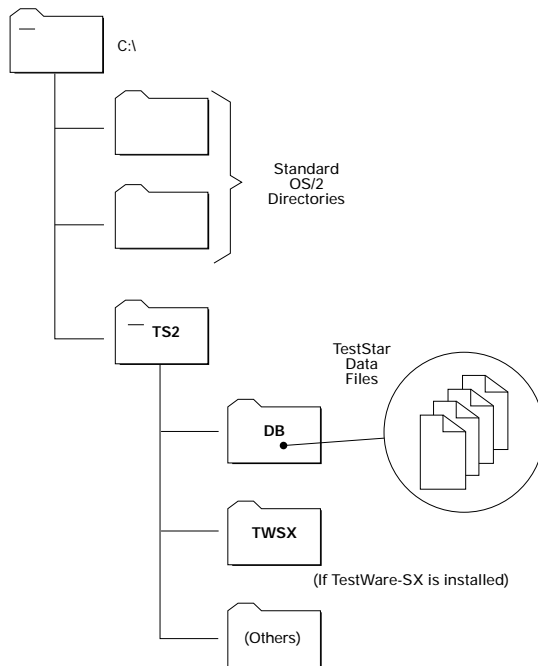 C:\
Standard
OS/2
Directories
TS2
TestStar
Data
Files
DB
TWSX
(If TestWare-SX is installed)
(Others)